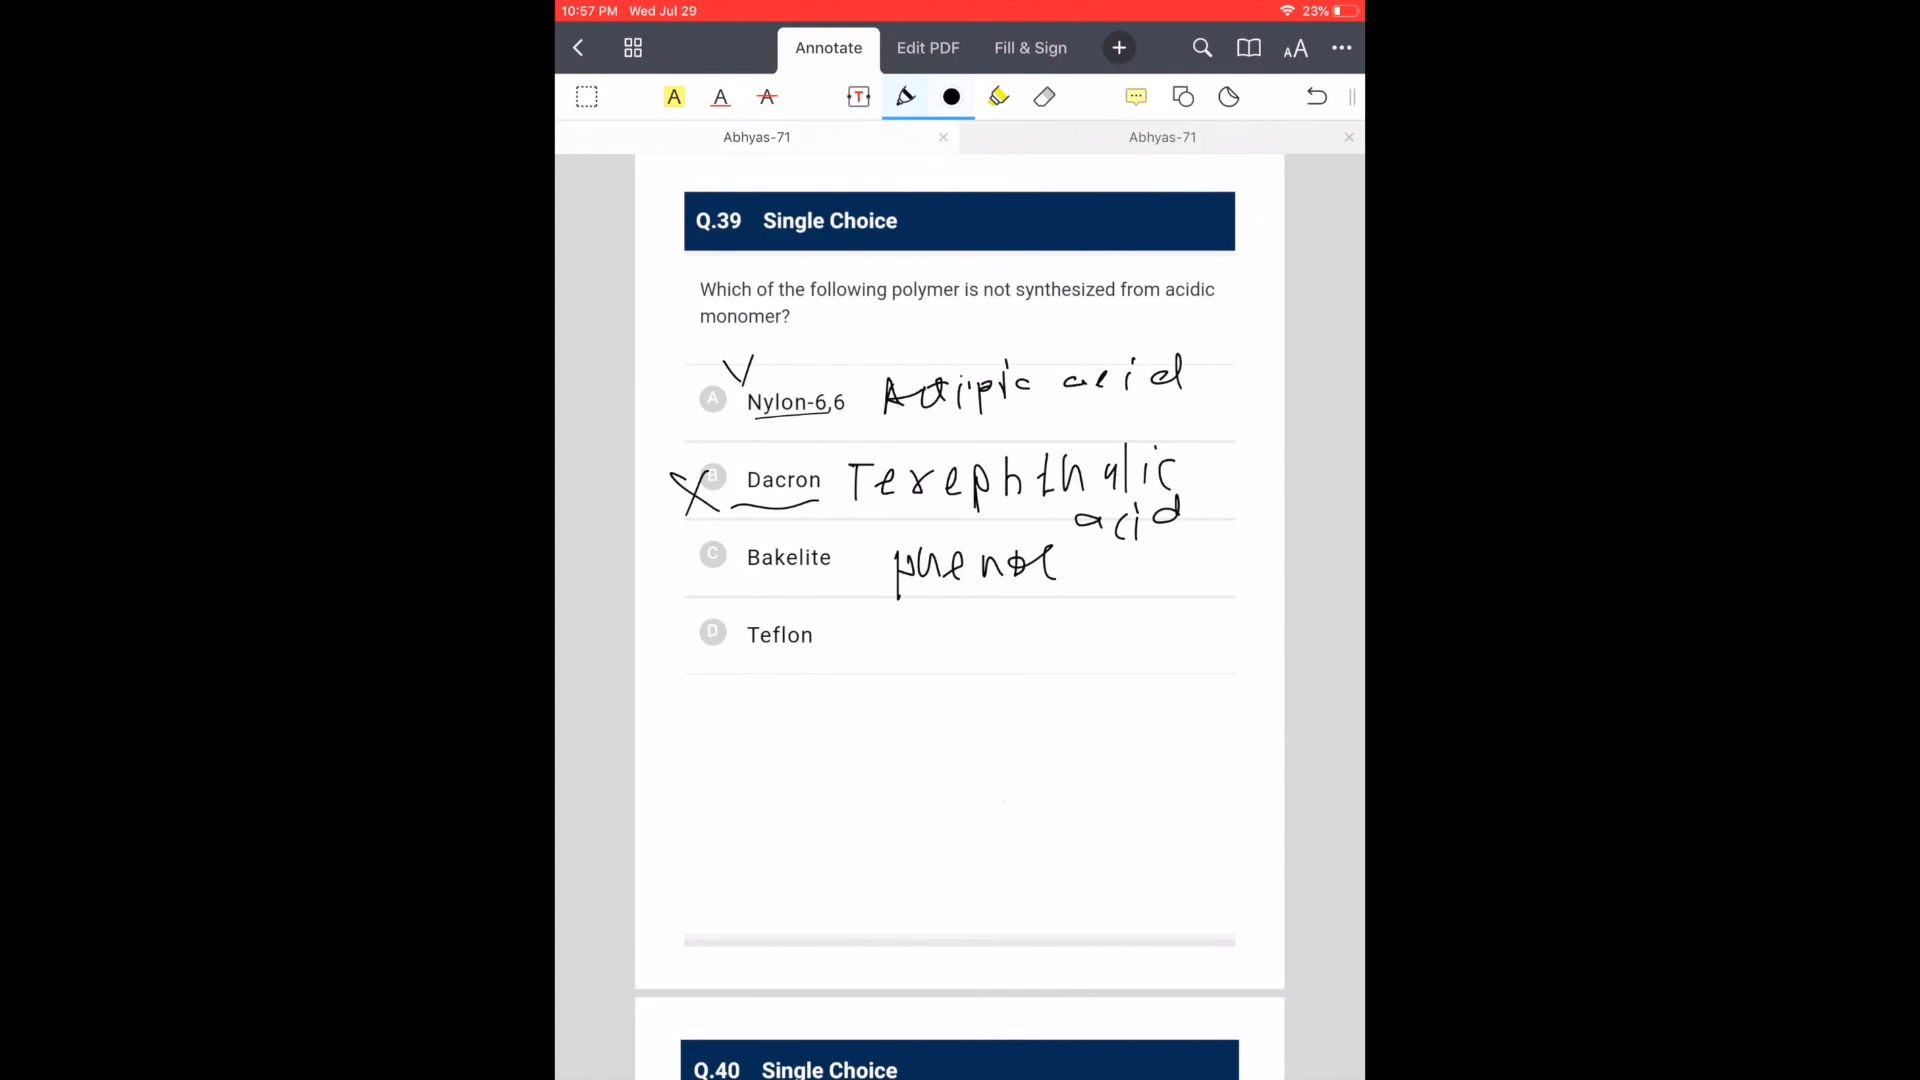 10:57 PM Wed Jul 29 23%
Annotate Edit PDF Fill & Sign
Abhyas-71 Abhyas-71
Q.39 Single Choice
Which of the following polymer is not synthesized from acidic
monomer?
A Nylon-6,6 Adipic acid
B Dacron Terephthalic
acid
C Bakelite phenol
D Teflon
Q.40 Single Choice